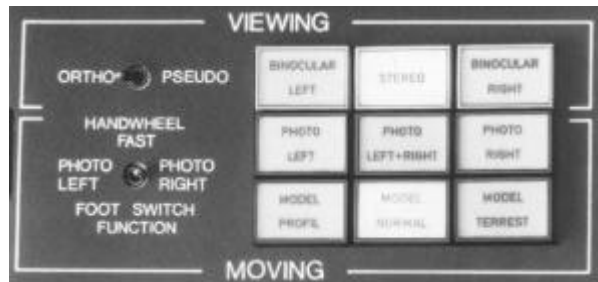 VIEWING
ORTHO PSEUDO
BINOCULAR
LEFT
STEREO
BINOCULAR
RIGHT
HANDWHEEL
FAST
PHOTO
LEFT
PHOTO
RIGHT
FOOT SWITCH
FUNCTION
PHOTO
LEFT
PHOTO
LEFT+RIGHT
PHOTO
RIGHT
MODEL
PROFIL
MODEL
NORMAL
MODEL
TERREST
MOVING